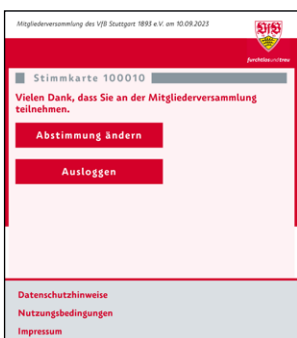 Mitgliederversammlung des VfB Stuttgart 1893 e.V. am 10.09.2023
furchtlosundtreu
Stimmkarte 100010
Vielen Dank, dass Sie an der Mitgliederversammlung
teilnehmen.
Abstimmung ändern
Ausloggen
Datenschutzhinweise
Nutzungsbedingungen
Impressum